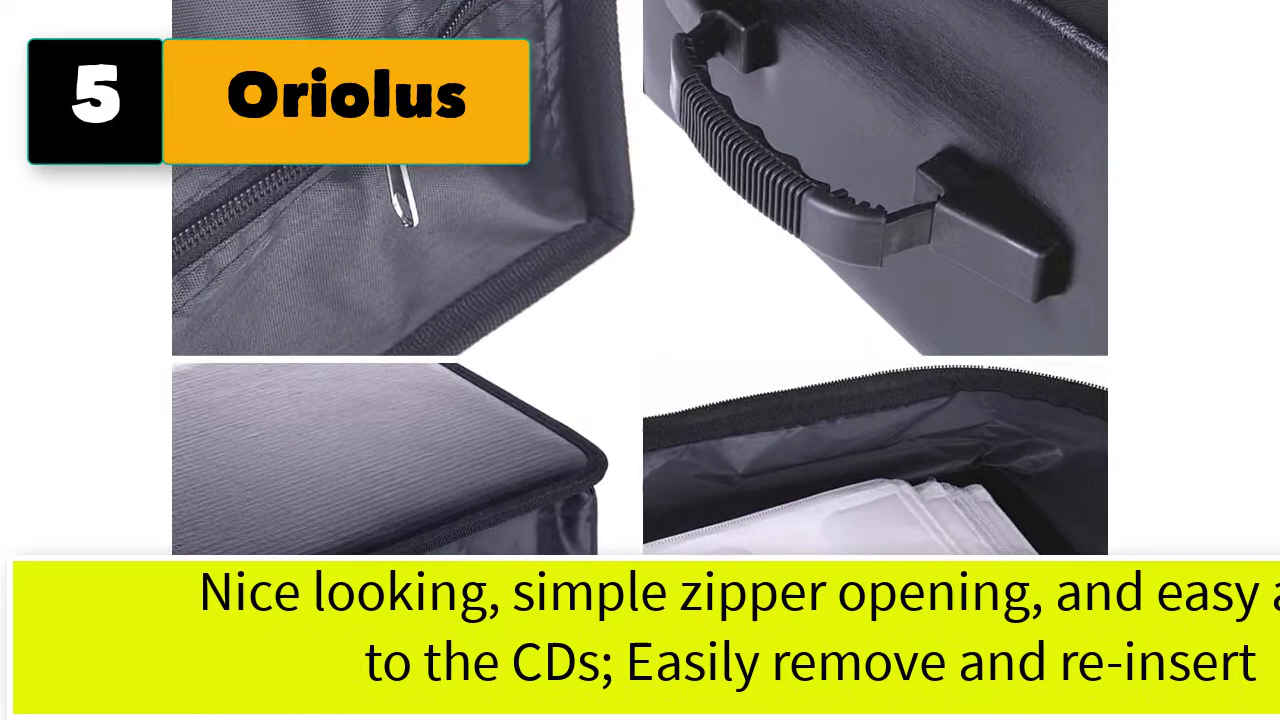 5
Oriolus
Nice looking, simple zipper opening, and easy
to the CDs; Easily remove and re-insert